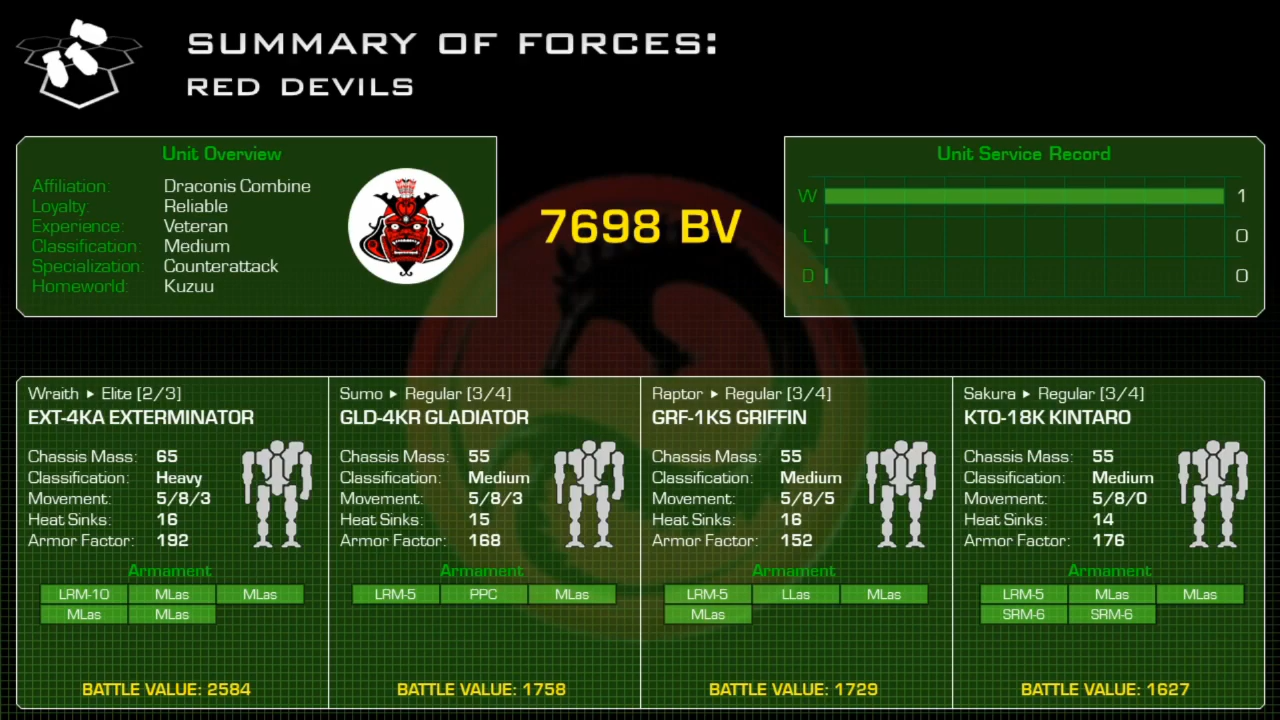 SUMMARY OF FORCES:
RED DEVILS
Unit Overview
Affiliation: Draconis Combine
Loyalty: Reliable
Experience: Veteran
Classification: Medium
Specialization: Counterattack
Homeworld: Kuzuu
7698 BV
Unit Service Record
W 1
L 0
D 0
Wraith ▸ Elite [2/3]
EXT-4KA EXTERMINATOR
Chassis Mass: 65
Classification: Heavy
Movement: 5/8/3
Heat Sinks: 16
Armor Factor: 192
Armament
LRM-10 MLas MLas
MLas MLas
BATTLE VALUE: 2584
Sumo ▸ Regular [3/4]
GLD-4KR GLADIATOR
Chassis Mass: 55
Classification: Medium
Movement: 5/8/3
Heat Sinks: 15
Armor Factor: 168
Armament
LRM-5 PPC MLas
BATTLE VALUE: 1758
Raptor ▸ Regular [3/4]
GRF-1KS GRIFFIN
Chassis Mass: 55
Classification: Medium
Movement: 5/8/5
Heat Sinks: 16
Armor Factor: 152
Armament
LRM-5 LLas MLas
MLas
BATTLE VALUE: 1729
Sakura ▸ Regular [3/4]
KTO-18K KINTARO
Chassis Mass: 55
Classification: Medium
Movement: 5/8/0
Heat Sinks: 14
Armor Factor: 176
Armament
LRM-5 MLas MLas
SRM-6 SRM-6
BATTLE VALUE: 1627